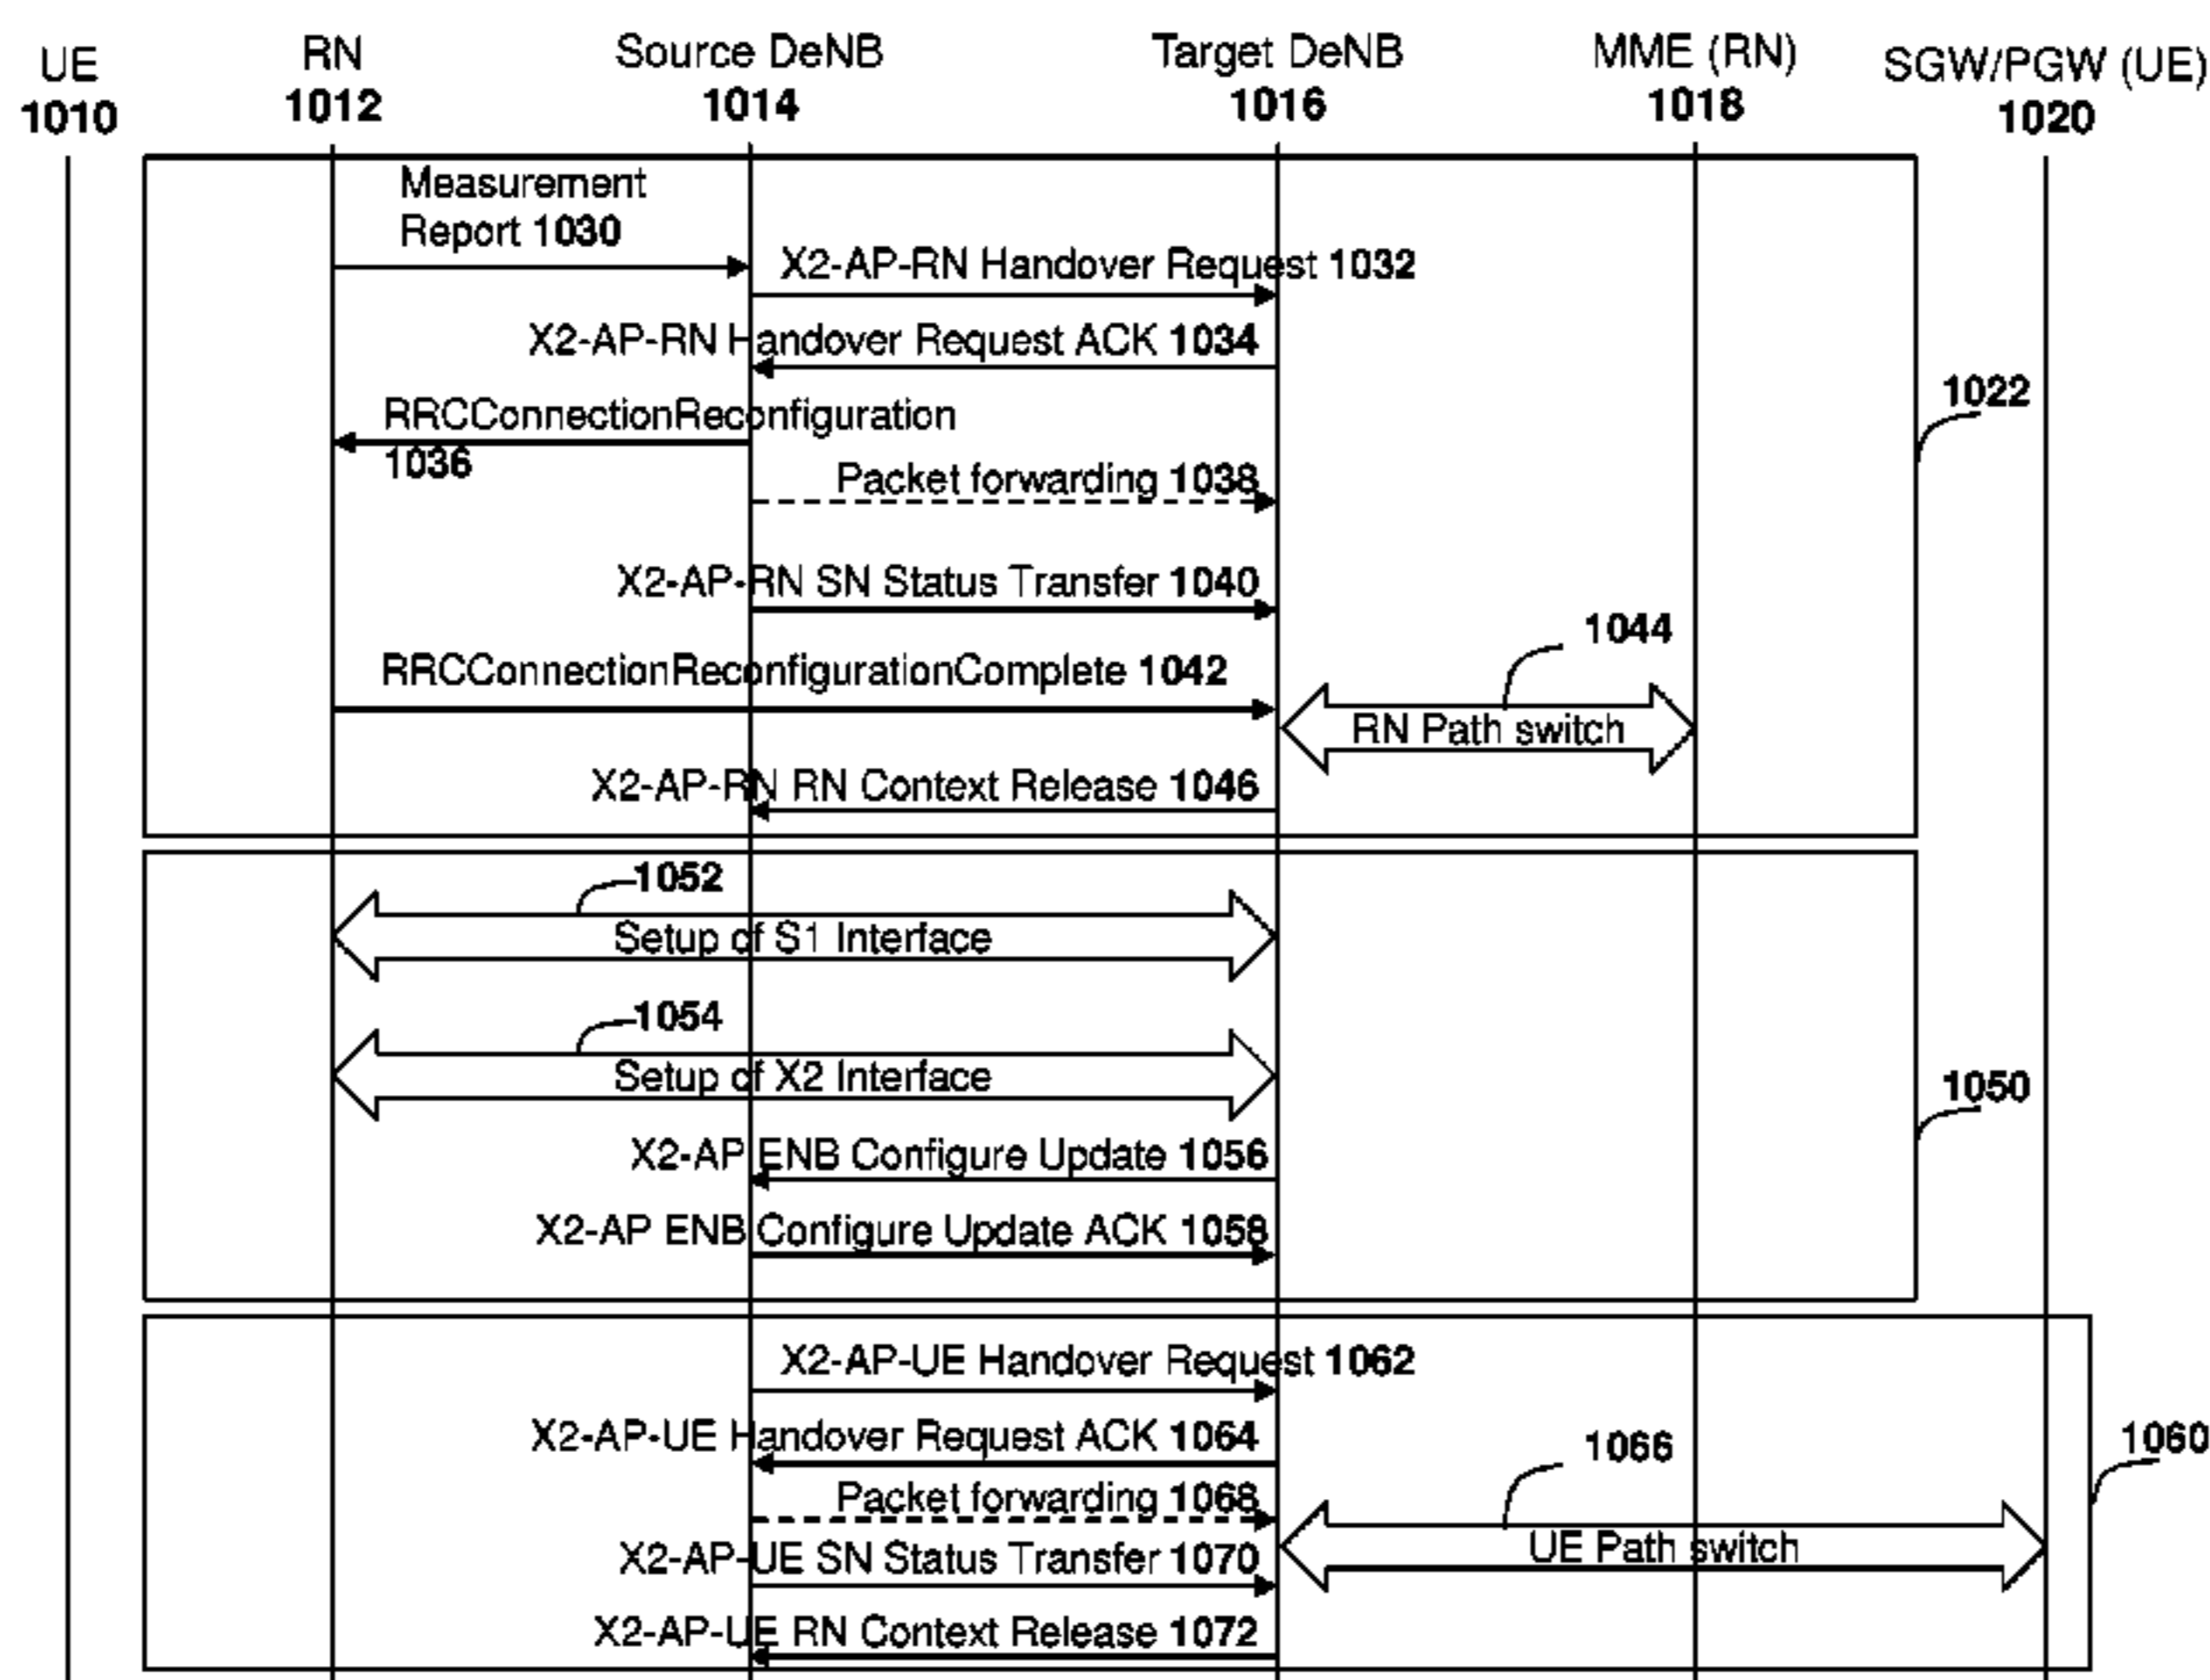 UE
1010
RN
1012
Source DeNB
1014
Target DeNB
1016
MME (RN)
1018
SGW/PGW (UE)
1020
Measurement
Report 1030
X2-AP-RN Handover Request 1032
X2-AP-RN Handover Request ACK 1034
1022
RRCConnectionReconfiguration
1036
Packet forwarding 1038
X2-AP-RN SN Status Transfer 1040
1044
RRCConnectionReconfigurationComplete 1042
RN Path switch
X2-AP-RN RN Context Release 1046
1052
Setup of S1 Interface
1054
Setup of X2 Interface
1050
X2-AP ENB Configure Update 1056
X2-AP ENB Configure Update ACK 1058
X2-AP-UE Handover Request 1062
X2-AP-UE Handover Request ACK 1064
1066
1060
Packet forwarding 1068
UE Path switch
X2-AP-UE SN Status Transfer 1070
X2-AP-UE RN Context Release 1072